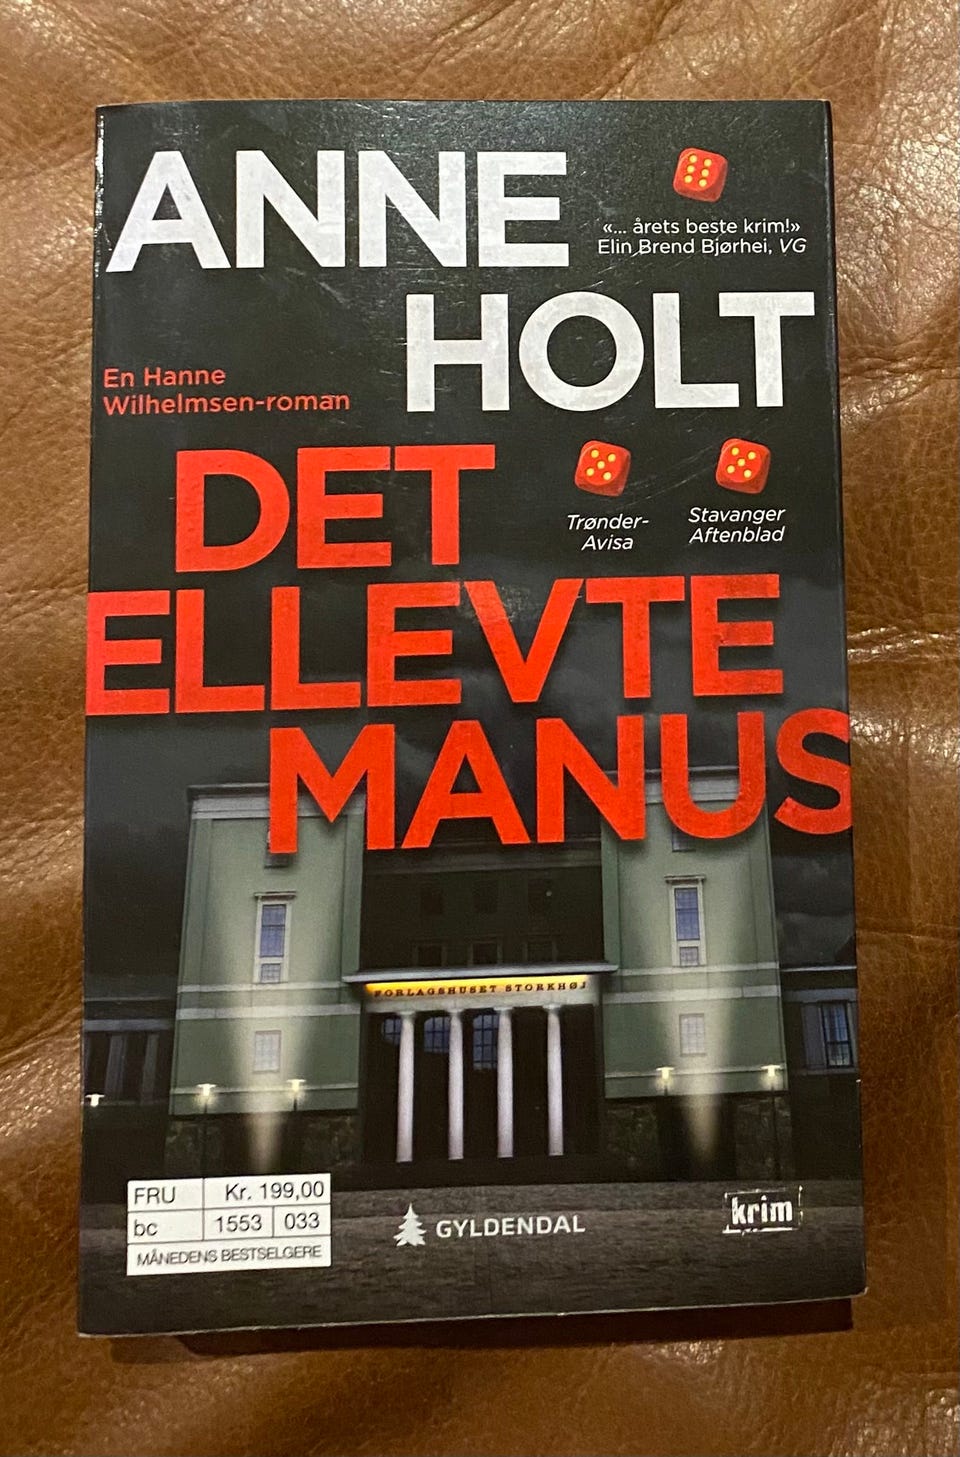 ANNE
«... årets beste krim!»
Elin Brend Bjørhei, VG
HOLT
En Hanne
Wilhelmsen-roman
DET
Trønder-
Avisa
Stavanger
Aftenblad
ELLEVTE
MANUS
FORLAGSHUSET STORKHØJ
FRU Kr. 199,00
bc 1553 033
MÅNEDENS BESTSELGERE
GYLDENDAL
krim